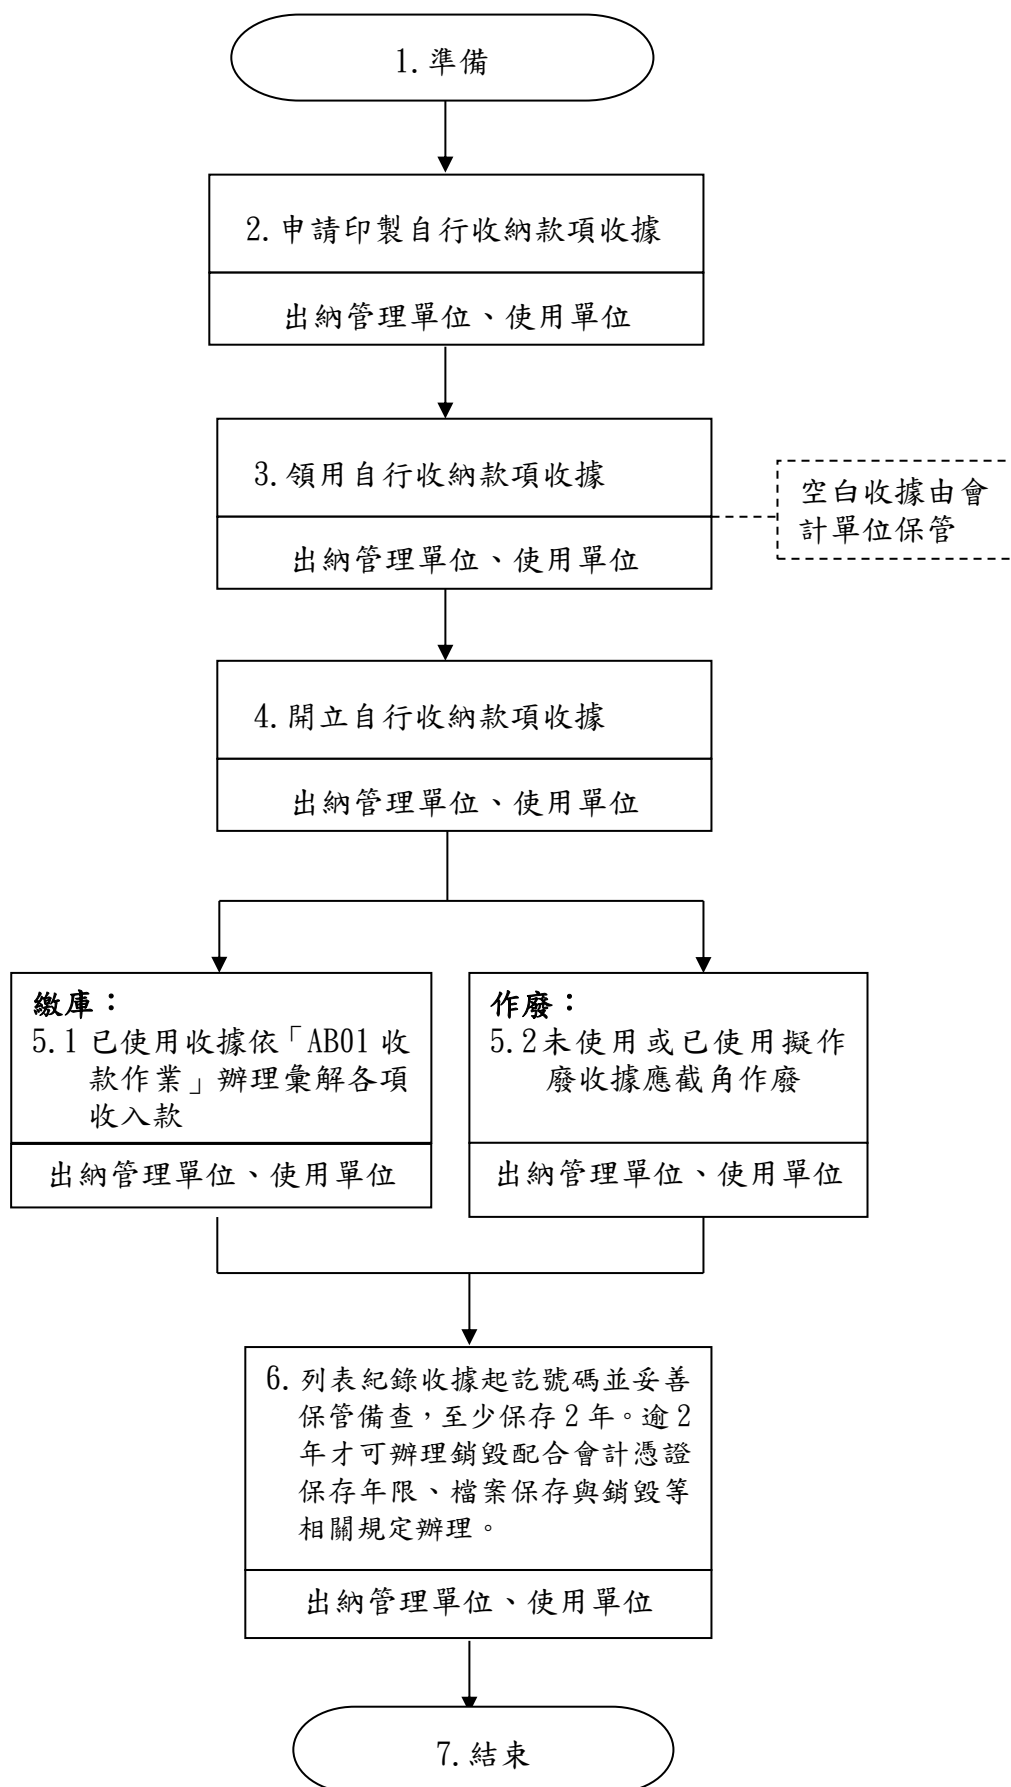 1.準備
2.申請印製自行收納款項收據
出納管理單位、使用單位
3.領用自行收納款項收據
出納管理單位、使用單位
空白收據由會
計單位保管
4.開立自行收納款項收據
出納管理單位、使用單位
繳庫：
5.1 已使用收據依「AB01 收
款作業」辦理彙解各項
收入款
出納管理單位、使用單位
作廢：
5.2未使用或已使用擬作
廢收據應截角作廢
出納管理單位、使用單位
6. 列表紀錄收據起訖號碼並妥善
保管備查，至少保存 2 年。逾 2
年才可辦理銷毀配合會計憑證
保存年限、檔案保存與銷毀等
相關規定辦理。
出納管理單位、使用單位
7.結束